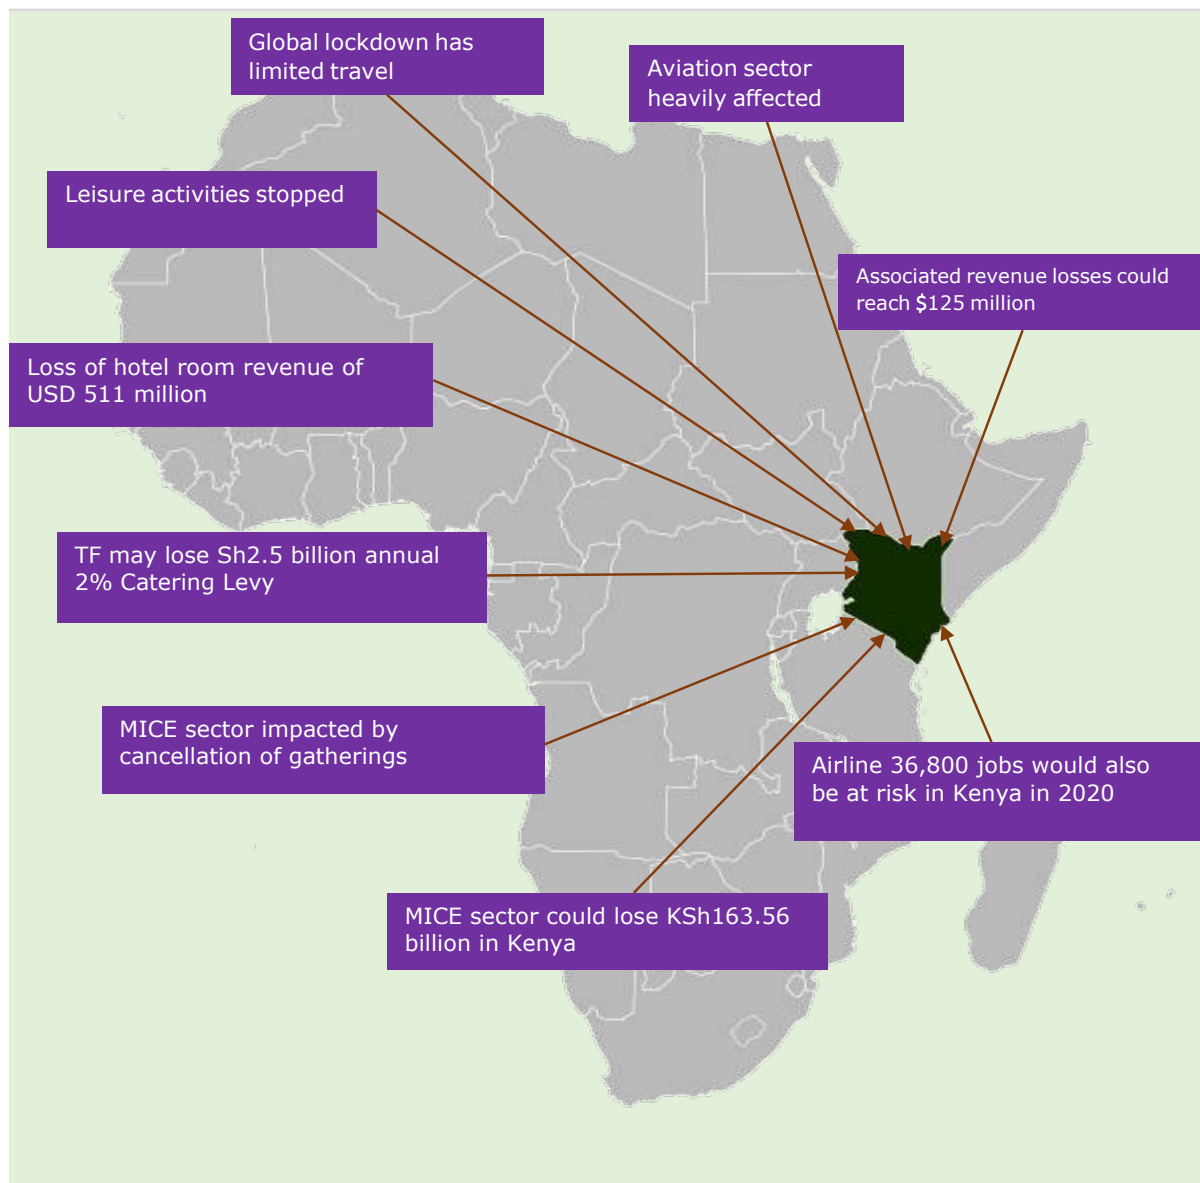 Global lockdown has
limited travel
Aviation sector
heavily affected
Leisure activities stopped
Associated revenue losses could
reach $125 million
Loss of hotel room revenue of
USD 511 million
TF may lose Sh2.5 billion annual
2% Catering Levy
MICE sector impacted by
cancellation of gatherings
Airline 36,800 jobs would also
be at risk in Kenya in 2020
MICE sector could lose KSh163.56
billion in Kenya